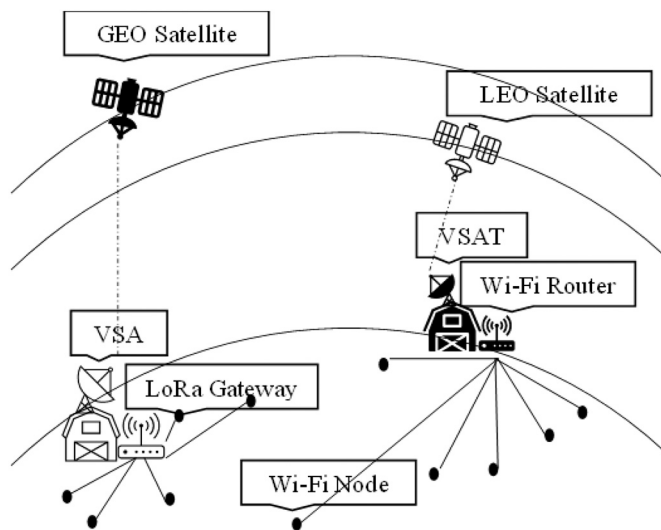 GEO Satellite
LEO Satellite
VSAT
Wi-Fi Router
VSA
LoRa Gateway
Wi-Fi Node